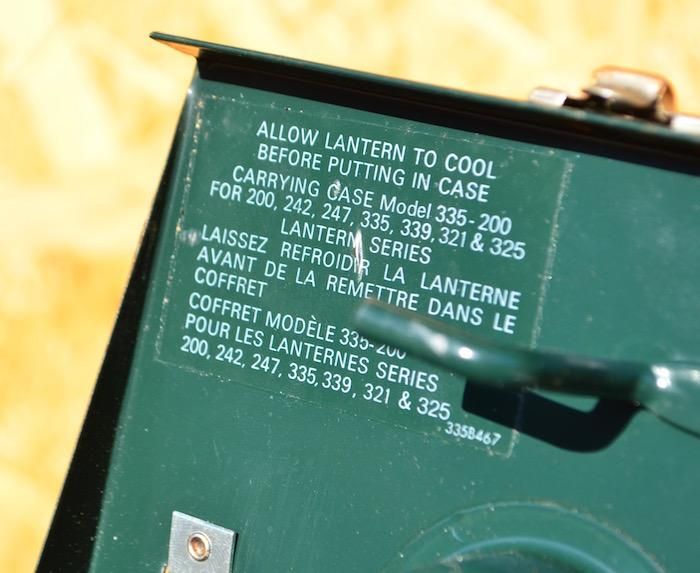 ALLOW LANTERN TO COOL
BEFORE PUTTING IN CASE
CARRYING CASE Model 335-200
FOR 200, 242, 247, 335, 339, 321 & 325
LANTERN SERIES
LAISSEZ REFROIDIR LA LANTERNE
AVANT DE LA REMETTRE DANS LE
COFFRET
COFFRET MODÈLE 335-200
POUR LES LANTERNES SERIES
200, 242, 247, 335, 339, 321 & 325
335B467